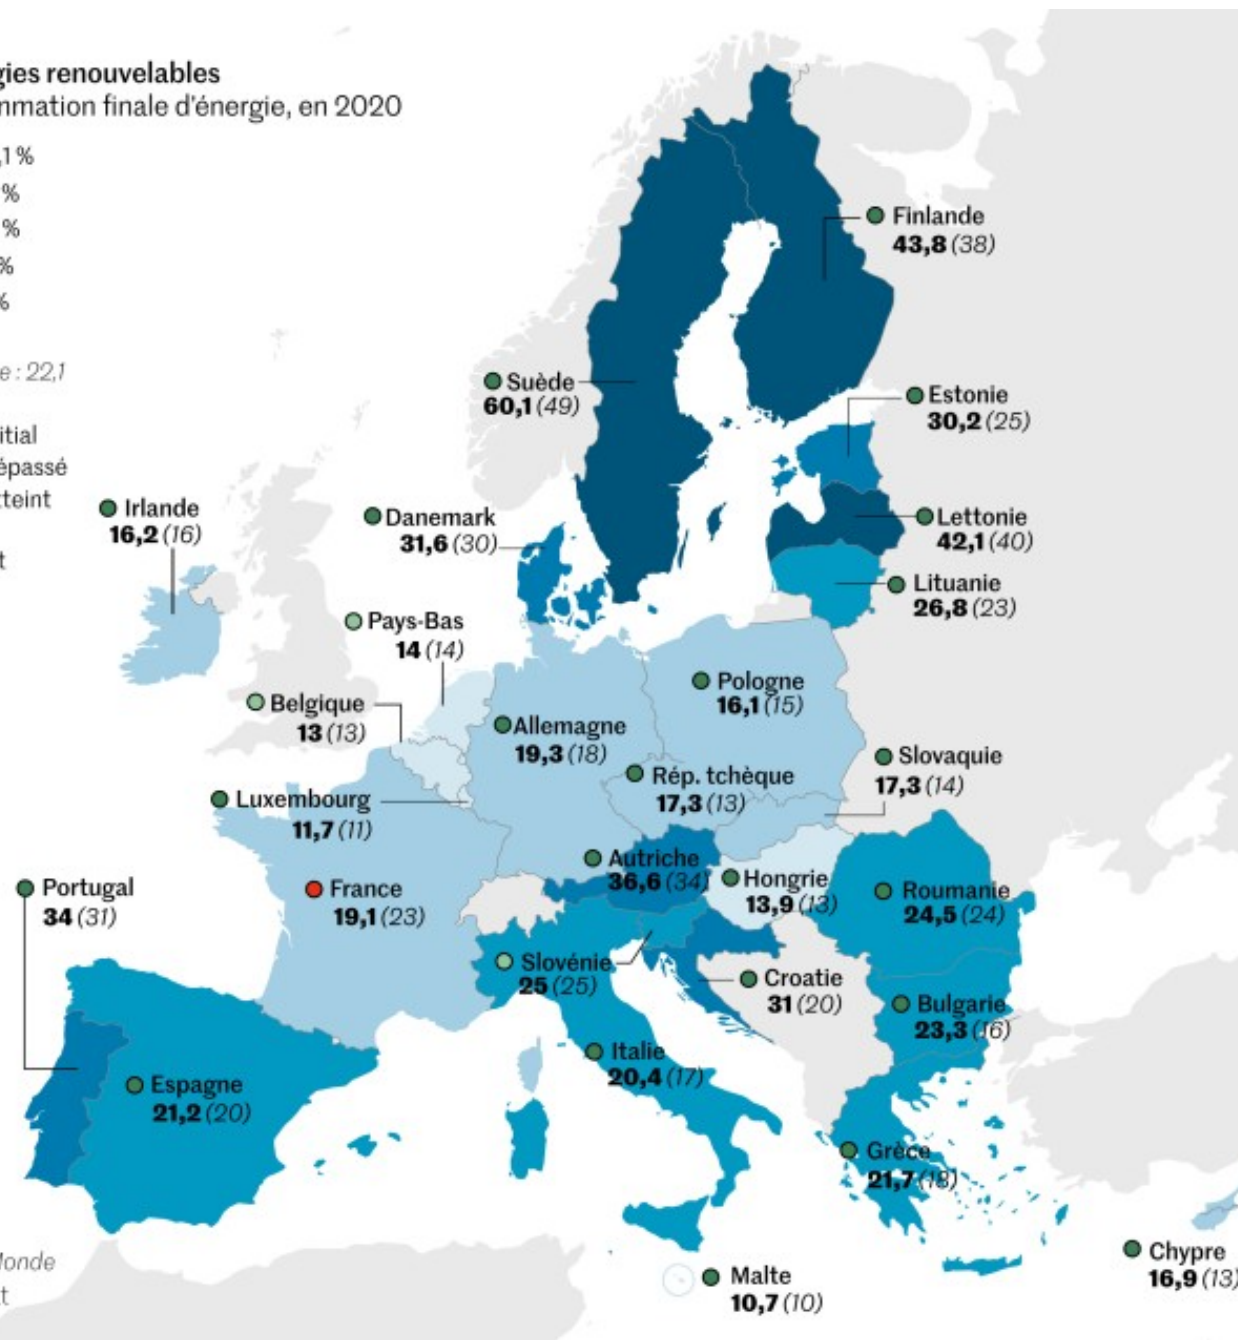 gies renouvelables
nmation finale d'énergie, en 2020
,1 %
%
%
%
%
e : 22,1
itial
épassé
tteint
t
Finlande
43,8 (38)
Suède
60,1 (49)
Estonie
30,2 (25)
Irlande
16,2 (16)
Danemark
31,6 (30)
Lettonie
42,1 (40)
Lituanie
26,8 (23)
Pays-Bas
14 (14)
Pologne
16,1 (15)
Belgique
13 (13)
Allemagne
19,3 (18)
Slovaquie
17,3 (14)
Rép. tchèque
17,3 (13)
Luxembourg
11,7 (11)
Autriche
36,6 (34)
Hongrie
13,9 (13)
Portugal
34 (31)
France
19,1 (23)
Roumanie
24,5 (24)
Slovénie
25 (25)
Croatie
31 (20)
Bulgarie
23,3 (16)
Italie
20,4 (17)
Espagne
21,2 (20)
Grèce
21,7 (18)
Chypre
16,9 (13)
Malte
10,7 (10)
Monde
t